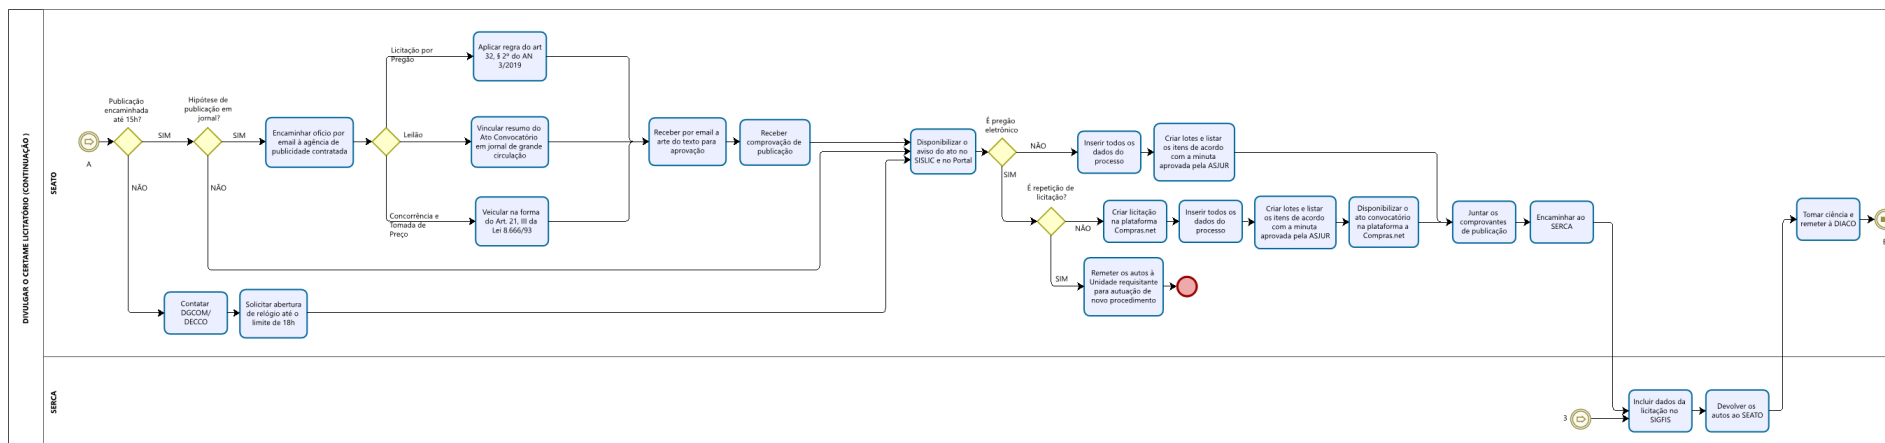 DIVULGAR O CERTAME LICITATÓRIO (CONTINUAÇÃO )
SEATO
A
Publicação
encaminhada
até 15h?
SIM
NÃO
Hipótese de
publicação em
jornal?
SIM
NÃO
Encaminhar ofício por
email à agência de
publicidade contratada
Licitação por
Pregão
Leilão
Concorrência e
Tomada de
Preço
Aplicar regra do art
32, § 2º do AN
3/2019
Vincular resumo do
Ato Convocatório
em jornal de grande
circulação
Veicular na forma
do Art. 21, III da
Lei 8.666/93
Receber por email a
arte do texto para
aprovação
Receber
comprovação de
publicação
Contatar
DGCOM/
DECCO
Solicitar abertura
de relógio até o
limite de 18h
Disponibilizar o
aviso do ato no
SISLIC e no Portal
É pregão
eletrônico
NÃO
SIM
Inserir todos os
dados do
processo
Criar lotes e listar
os itens de acordo
com a minuta
aprovada pela ASJUR
É repetição de
licitação?
NÃO
SIM
Criar licitação
na plataforma
Compras.net
Inserir todos os
dados do
processo
Criar lotes e listar
os itens de acordo
com a minuta
aprovada pela ASJUR
Disponibilizar o
ato convocatório
na plataforma a
Compras.net
Remeter os autos à
Unidade requisitante
para autuação de
novo procedimento
Juntar os
comprovantes
de publicação
Encaminhar ao
SERCA
Tomar ciência e
remeter à DIACO
SERCA
3
Incluir dados da
licitação no
SIGFIS
Devolver os
autos ao SEATO